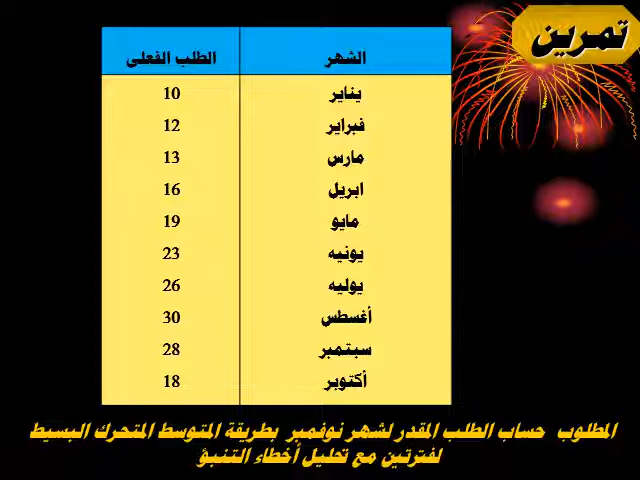 تمرين
الشهر الطلب الفعلى
يناير 10
فبراير 12
مارس 13
ابريل 16
مايو 19
يونيه 23
يوليه 26
أغسطس 30
سبتمبر 28
أكتوبر 18
المطلوب حساب الطلب المقدر لشهر نوفمبر بطريقة المتوسط المتحرك البسيط
لفترتين مع تحليل أخطاء التنبؤ